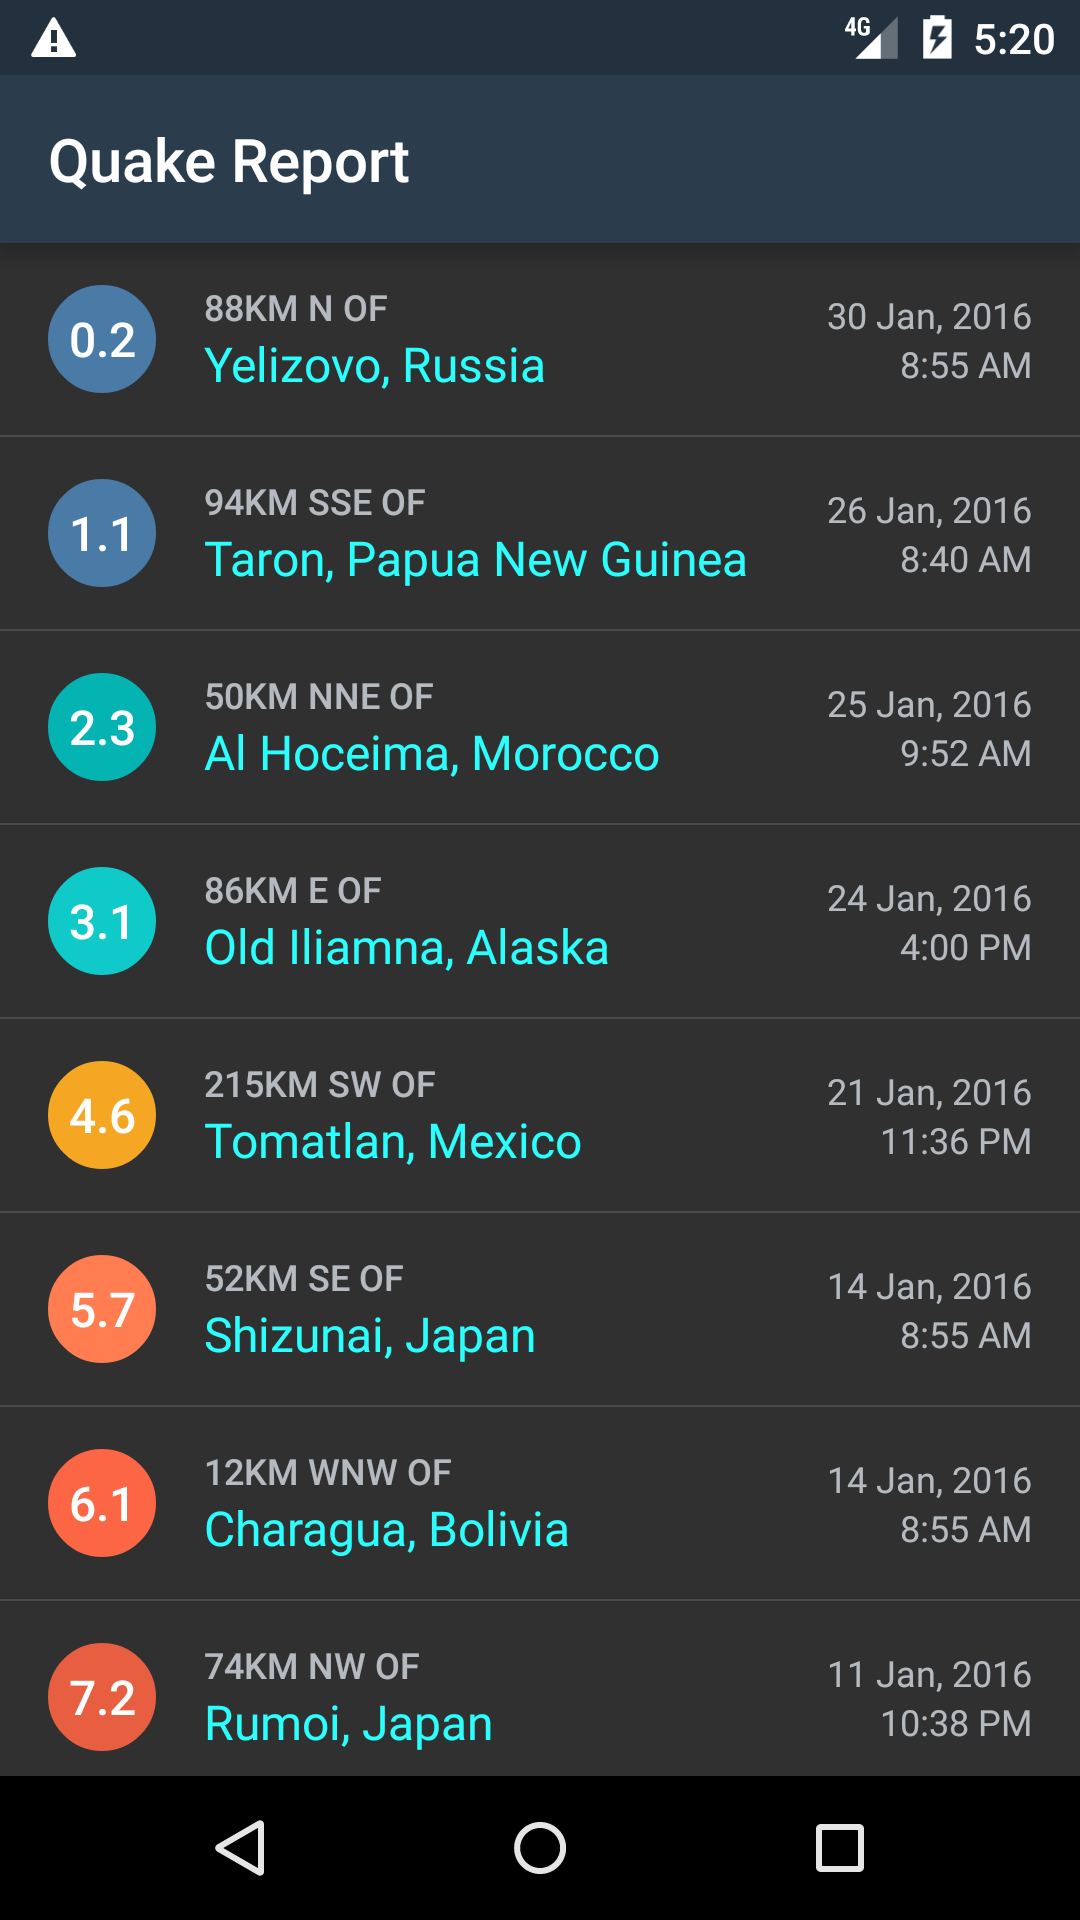 4G 5:20
Quake Report
0.2 88KM N OF 30 Jan, 2016
Yelizovo, Russia 8:55 AM
1.1 94KM SSE OF 26 Jan, 2016
Taron, Papua New Guinea 8:40 AM
2.3 50KM NNE OF 25 Jan, 2016
Al Hoceima, Morocco 9:52 AM
3.1 86KM E OF 24 Jan, 2016
Old Iliamna, Alaska 4:00 PM
4.6 215KM SW OF 21 Jan, 2016
Tomatlan, Mexico 11:36 PM
5.7 52KM SE OF 14 Jan, 2016
Shizunai, Japan 8:55 AM
6.1 12KM WNW OF 14 Jan, 2016
Charagua, Bolivia 8:55 AM
7.2 74KM NW OF 11 Jan, 2016
Rumoi, Japan 10:38 PM